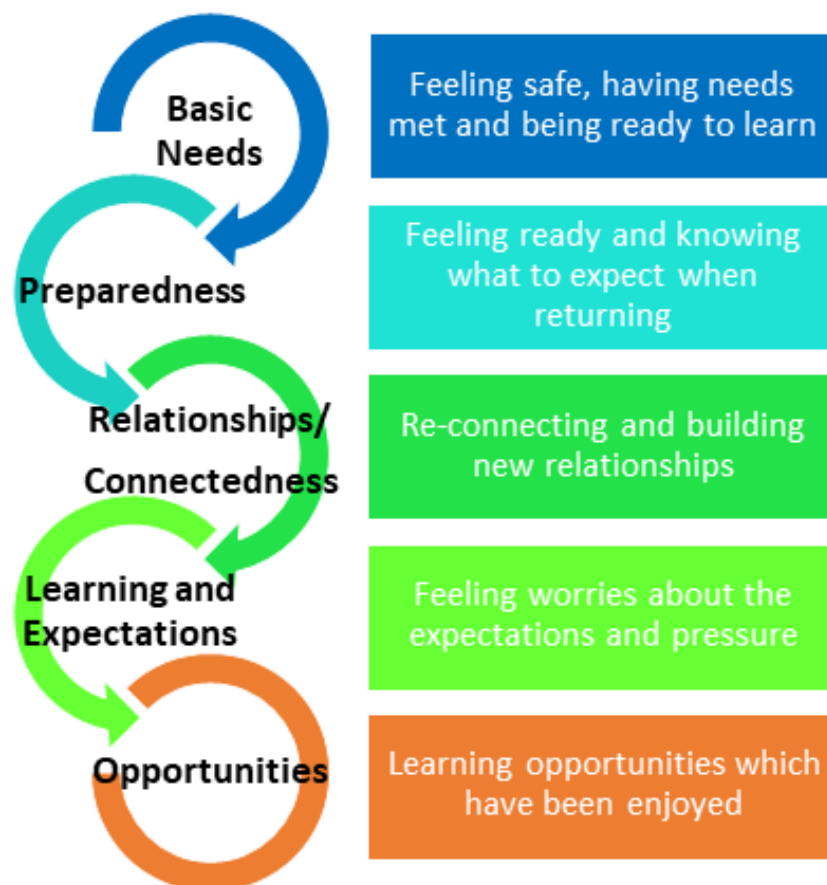 Basic
Needs
Feeling safe, having needs
met and being ready to learn
Preparedness
Feeling ready and knowing
what to expect when
returning
Relationships/
Connectedness
Re-connecting and building
new relationships
Learning and
Expectations
Feeling worries about the
expectations and pressure
Opportunities
Learning opportunities which
have been enjoyed